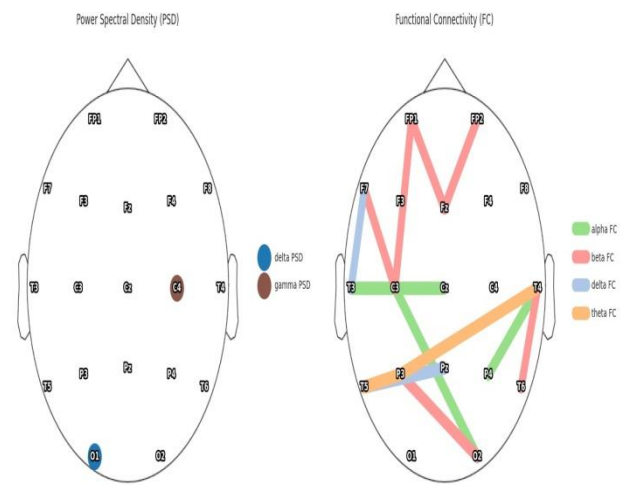 Power Spectral Density (PSD)
FP1 FP2
F7 F3 Fz F4 F8
T3 C3 Cz C4 T4
T5 P3 Pz P4 T6
O1 O2
delta PSD
gamma PSD
Functional Connectivity (FC)
FP1 FP2
F7 F3 Fz F4 F8
T3 C3 Cz C4 T4
T5 P3 Pz P4 T6
O1 O2
alpha FC
beta FC
delta FC
theta FC